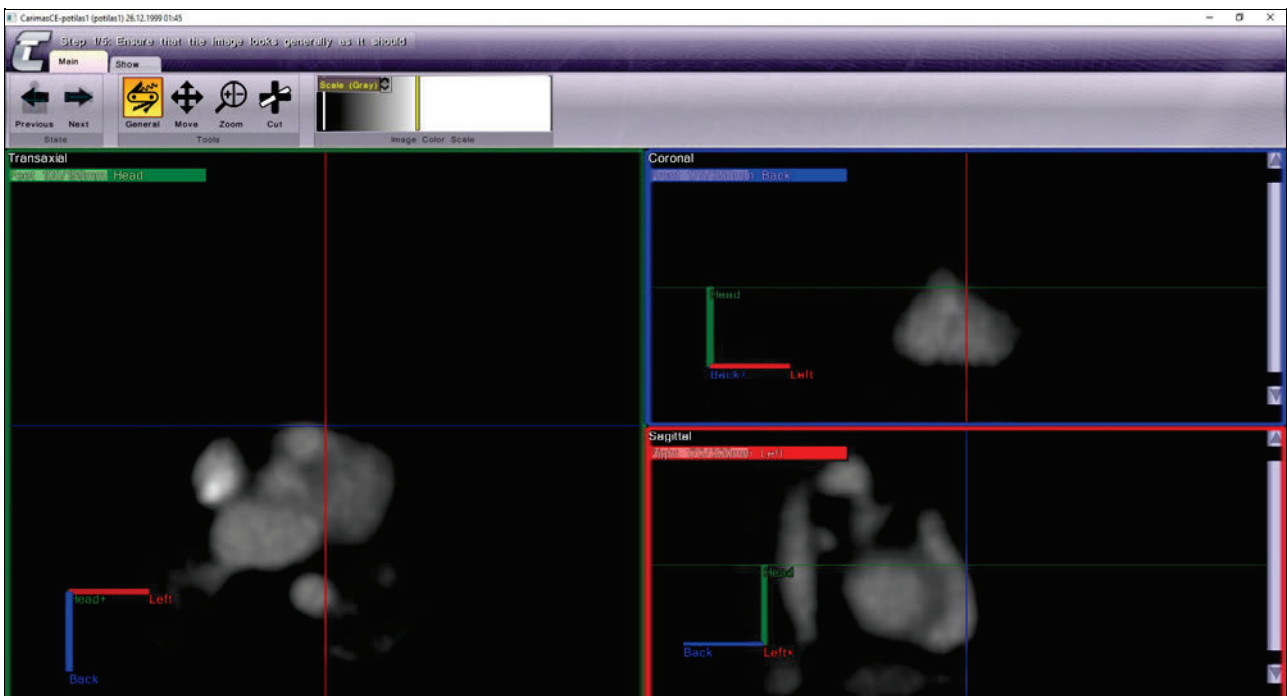 CarimasCE-potilas1 (potilas1) 26.12.1999 01:45
Step 1/5: Ensure that the image looks generally as it should
Main Show
Previous Next General Move Zoom Cut
Scale (Gray)
State Tools Image Color Scale
Transaxial
Head
Head+ Left
Back
Coronal
Back
Head
Left
Sagittal
Left
Head
Back Left+